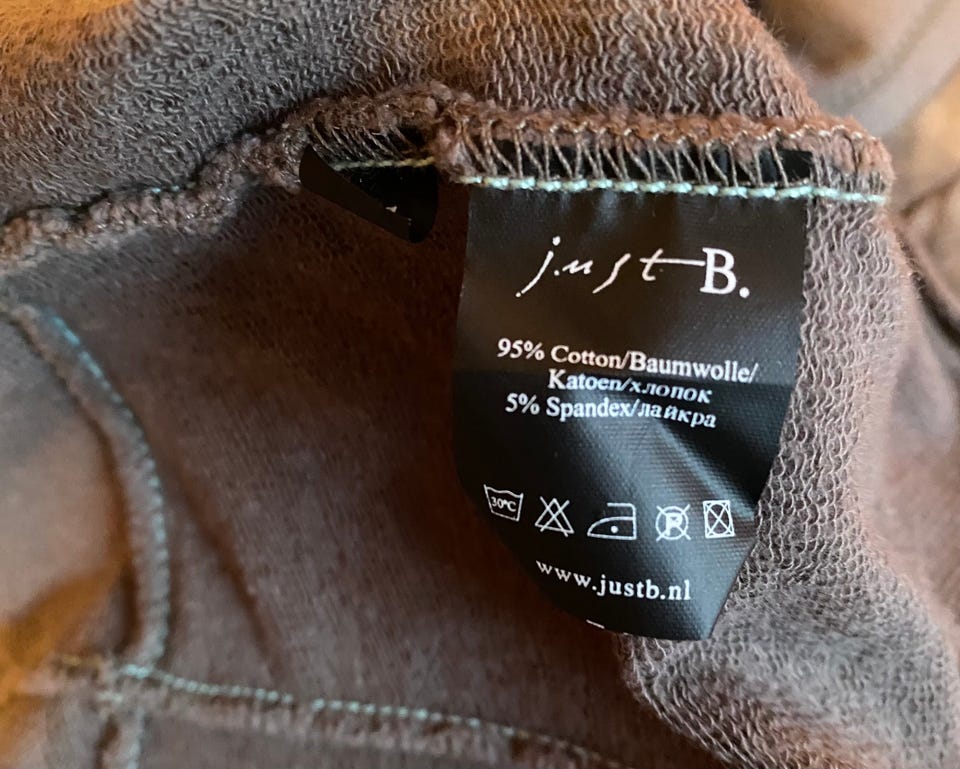 just B.
95% Cotton/Baumwolle/
Katoen/хлопок
5% Spandex/лайкра
30°C
P
www.justb.nl